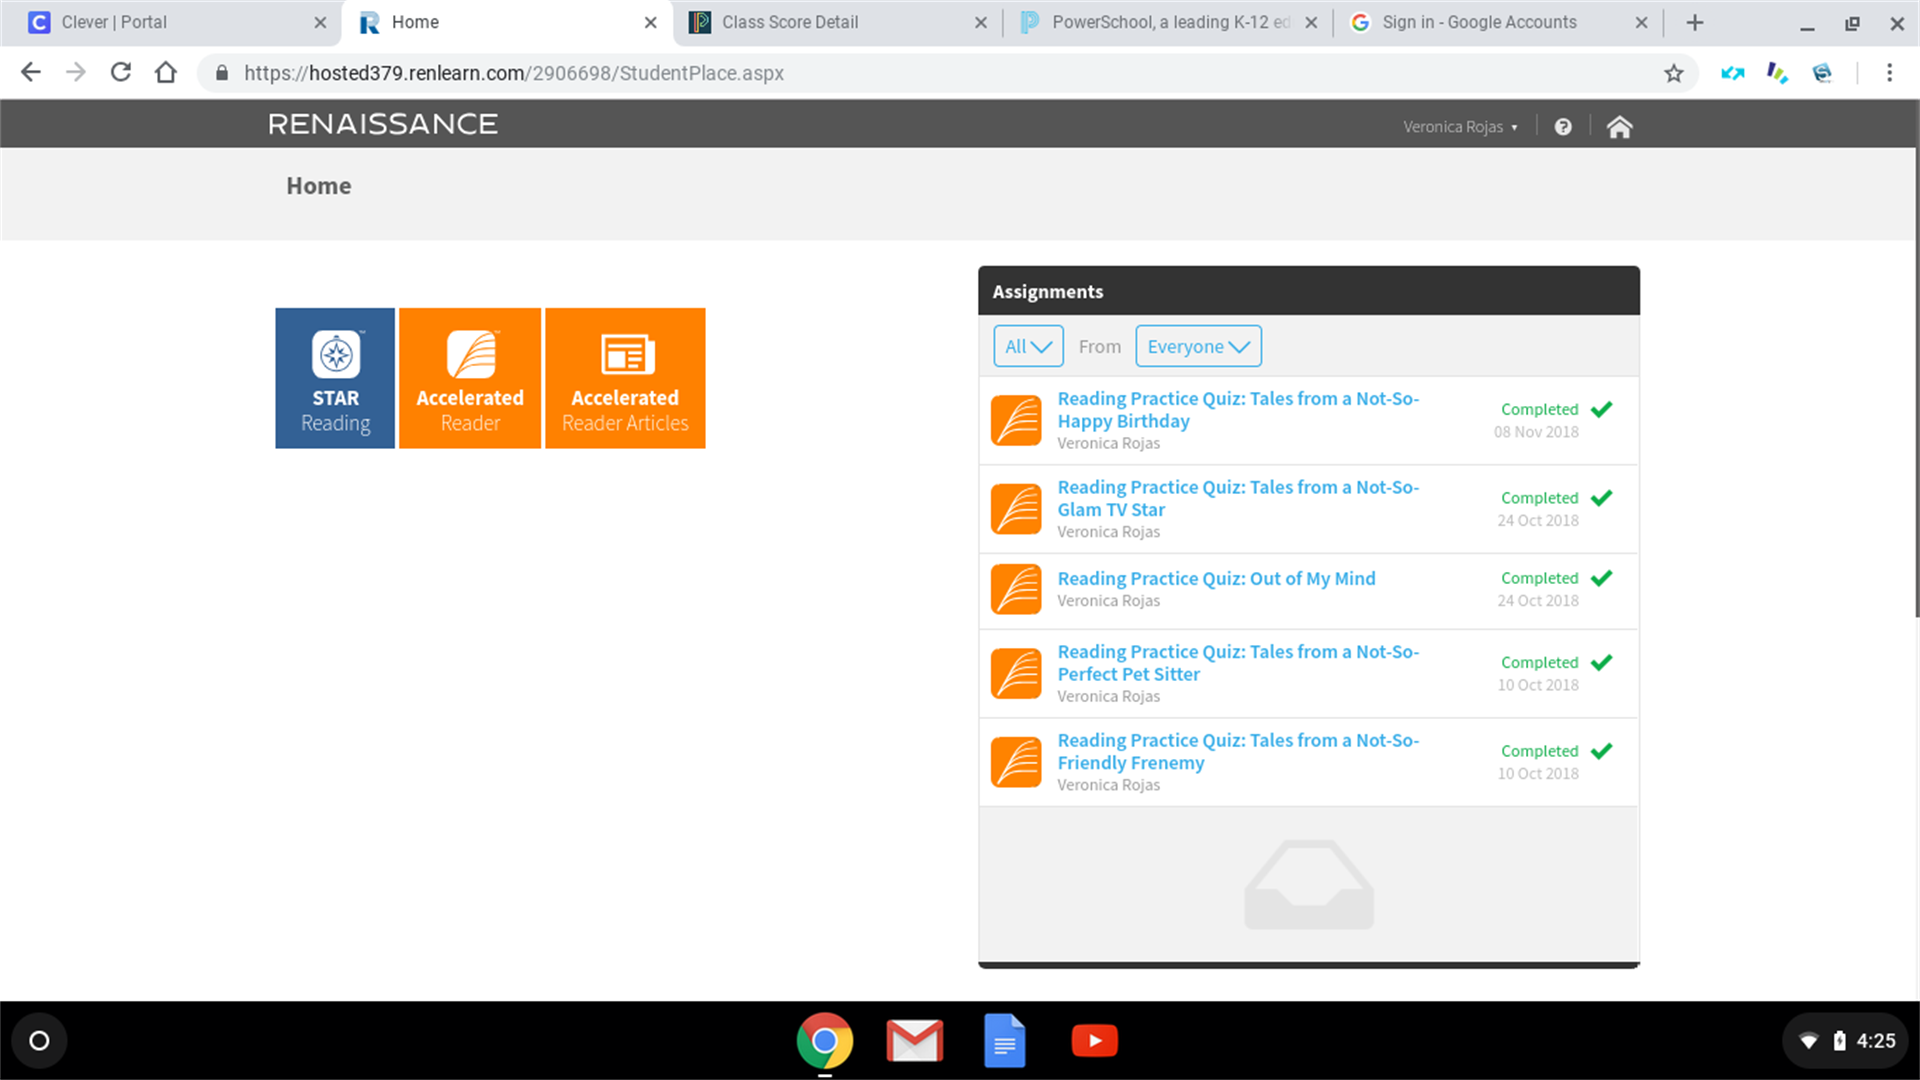 Clever | Portal
Home
Class Score Detail
PowerSchool, a leading K-12 ed
Sign in - Google Accounts
https://hosted379.renlearn.com/2906698/StudentPlace.aspx
RENAISSANCE
Veronica Rojas
Home
STAR
Reading
Accelerated
Reader
Accelerated
Reader Articles
Assignments
All From Everyone
Reading Practice Quiz: Tales from a Not-So-
Happy Birthday
Veronica Rojas
Completed
08 Nov 2018
Reading Practice Quiz: Tales from a Not-So-
Glam TV Star
Veronica Rojas
Completed
24 Oct 2018
Reading Practice Quiz: Out of My Mind
Veronica Rojas
Completed
24 Oct 2018
Reading Practice Quiz: Tales from a Not-So-
Perfect Pet Sitter
Veronica Rojas
Completed
10 Oct 2018
Reading Practice Quiz: Tales from a Not-So-
Friendly Frenemy
Veronica Rojas
Completed
10 Oct 2018
4:25